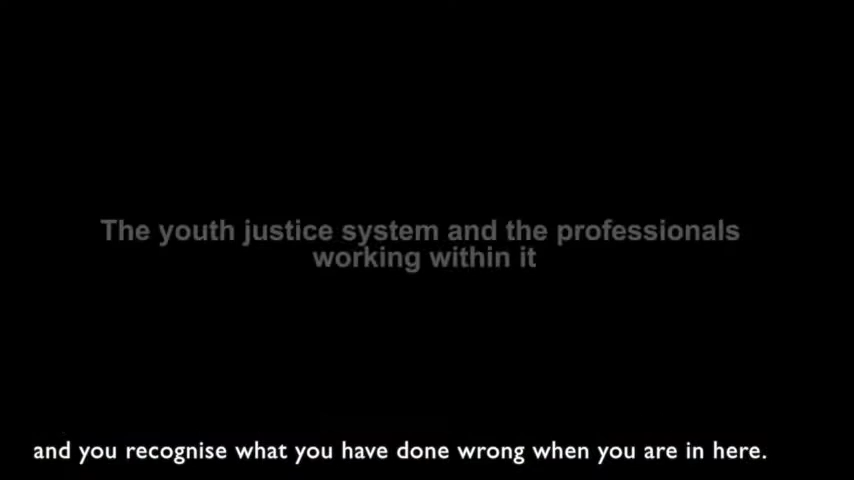 The youth justice system and the professionals
working within it
and you recognise what you have done wrong when you are in here.